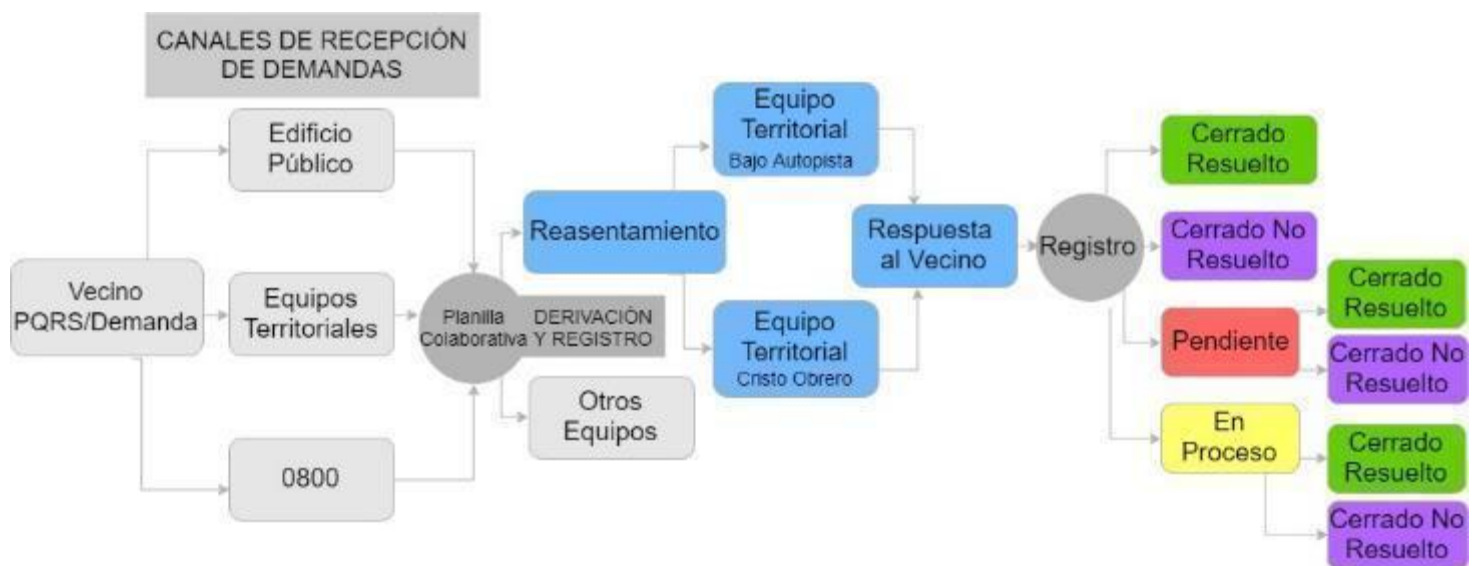 CANALES DE RECEPCIÓN
DE DEMANDAS
Edificio
Público
Vecino
PQRS/Demanda
Equipos
Territoriales
0800
Planilla
Colaborativa
DERIVACIÓN
Y REGISTRO
Reasentamiento
Otros
Equipos
Equipo
Territorial
Bajo Autopista
Equipo
Territorial
Cristo Obrero
Respuesta
al Vecino
Registro
Cerrado
Resuelto
Cerrado No
Resuelto
Pendiente
Cerrado
Resuelto
Cerrado No
Resuelto
En
Proceso
Cerrado
Resuelto
Cerrado No
Resuelto